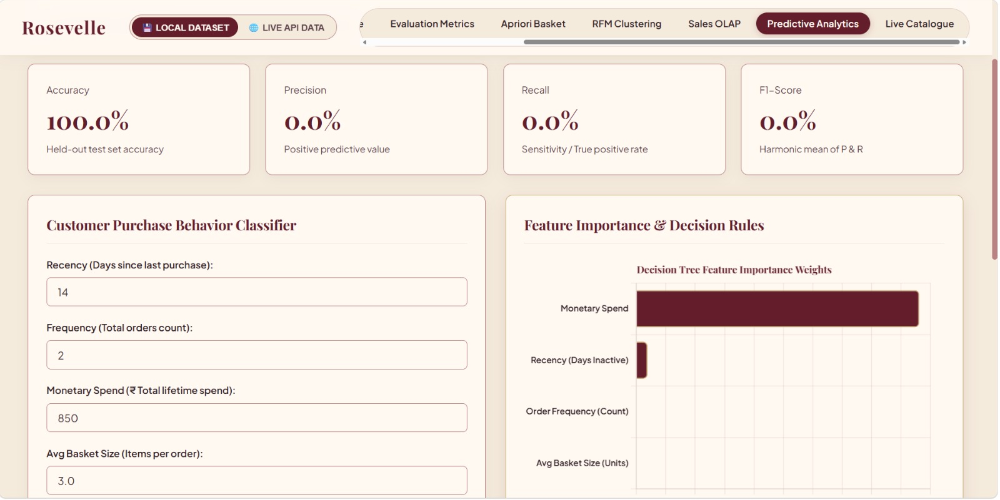 Rosevelle
💾 LOCAL DATASET
🌐 LIVE API DATA
e
Evaluation Metrics
Apriori Basket
RFM Clustering
Sales OLAP
Predictive Analytics
Live Catalogue
Accuracy
100.0%
Held-out test set accuracy
Precision
0.0%
Positive predictive value
Recall
0.0%
Sensitivity / True positive rate
F1-Score
0.0%
Harmonic mean of P & R
Customer Purchase Behavior Classifier
Recency (Days since last purchase):
14
Frequency (Total orders count):
2
Monetary Spend (₹ Total lifetime spend):
850
Avg Basket Size (Items per order):
3.0
Feature Importance & Decision Rules
Decision Tree Feature Importance Weights
Monetary Spend
Recency (Days Inactive)
Order Frequency (Count)
Avg Basket Size (Units)